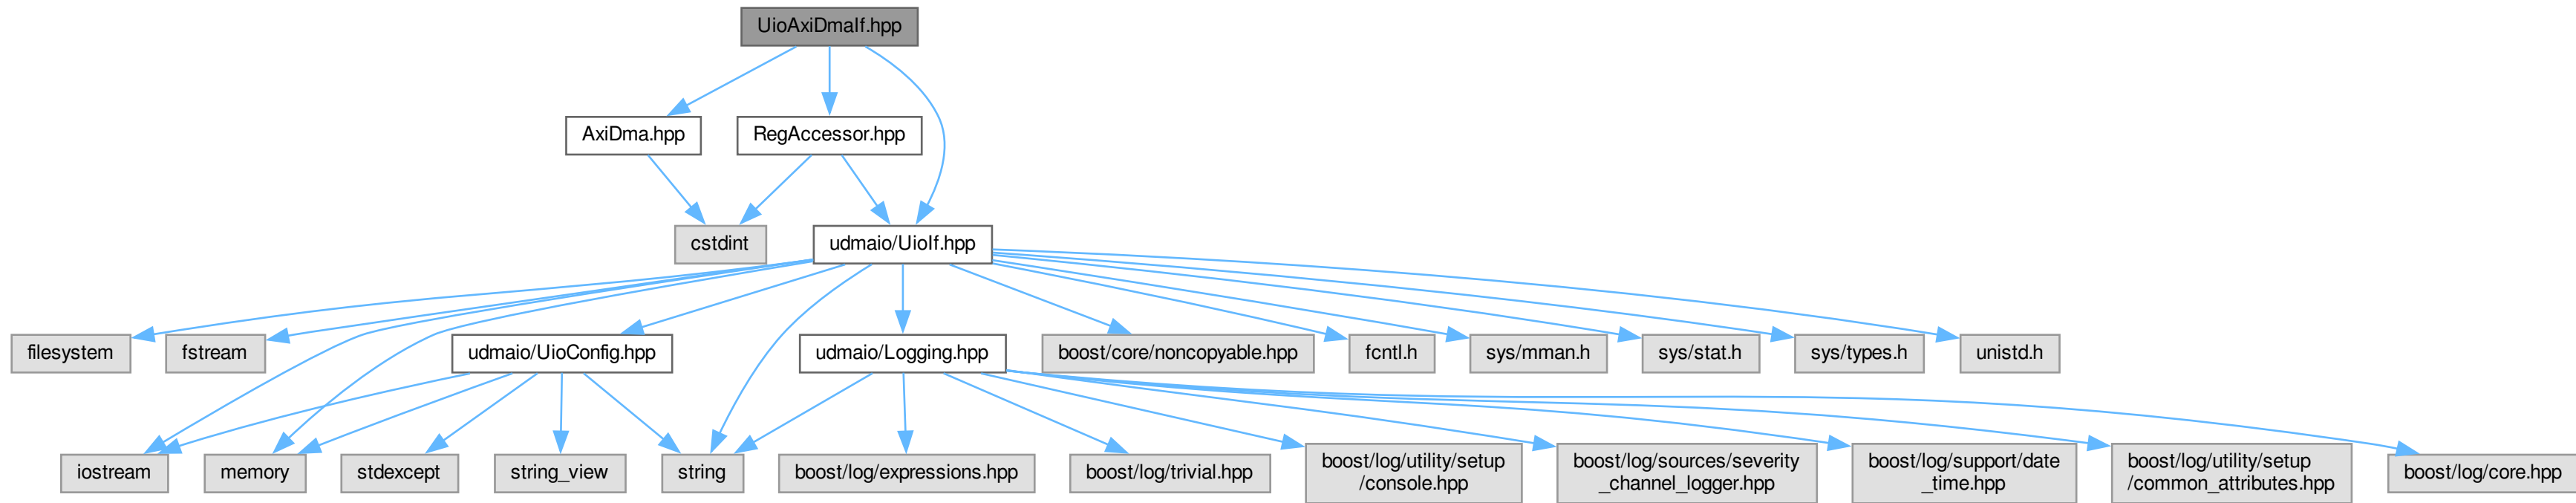 UioAxiDmaIf.hpp
AxiDma.hpp
RegAccessor.hpp
cstdint
udmaio/UioIf.hpp
filesystem
fstream
udmaio/UioConfig.hpp
udmaio/Logging.hpp
boost/core/noncopyable.hpp
fcntl.h
sys/mman.h
sys/stat.h
sys/types.h
unistd.h
iostream
memory
stdexcept
string_view
string
boost/log/expressions.hpp
boost/log/trivial.hpp
boost/log/utility/setup
/console.hpp
boost/log/sources/severity
_channel_logger.hpp
boost/log/support/date
_time.hpp
boost/log/utility/setup
/common_attributes.hpp
boost/log/core.hpp